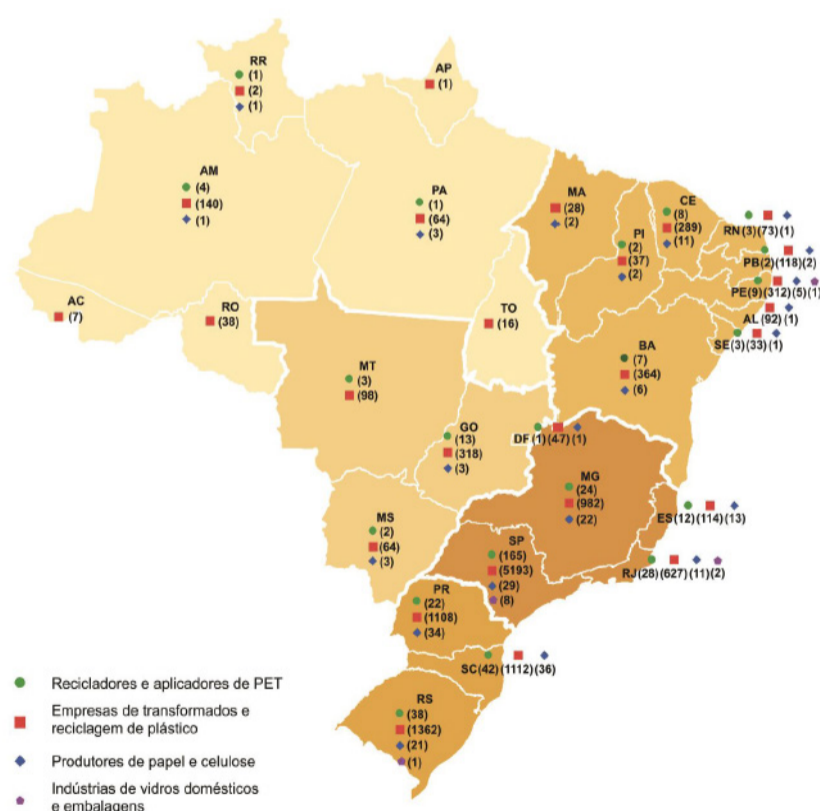 RR
(1)
(2)
(1)
AP
(1)
AM
(4)
(140)
(1)
PA
(1)
(64)
(3)
MA
(28)
(2)
PI
(2)
(37)
(2)
CE
(8)
(289)
(11)
RN(3)(73)(1)
PB(2)(118)(2)
PE(9)(312)(5)(1)
AL(92)(1)
SE(3)(33)(1)
AC
(7)
RO
(38)
TO
(16)
BA
(7)
(364)
(6)
MT
(3)
(98)
GO
(13)
(318)
(3)
DF(1)(47)(1)
MG
(24)
(982)
(22)
ES(12)(114)(13)
MS
(2)
(64)
(3)
SP
(165)
(5193)
(29)
(8)
RJ(28)(627)(11)(2)
PR
(22)
(1108)
(34)
SC(42)(1112)(36)
RS
(38)
(1362)
(21)
(1)
Recicladores e aplicadores de PET
Empresas de transformados e
reciclagem de plástico
Produtores de papel e celulose
Indústrias de vidros domésticos
e embalagens